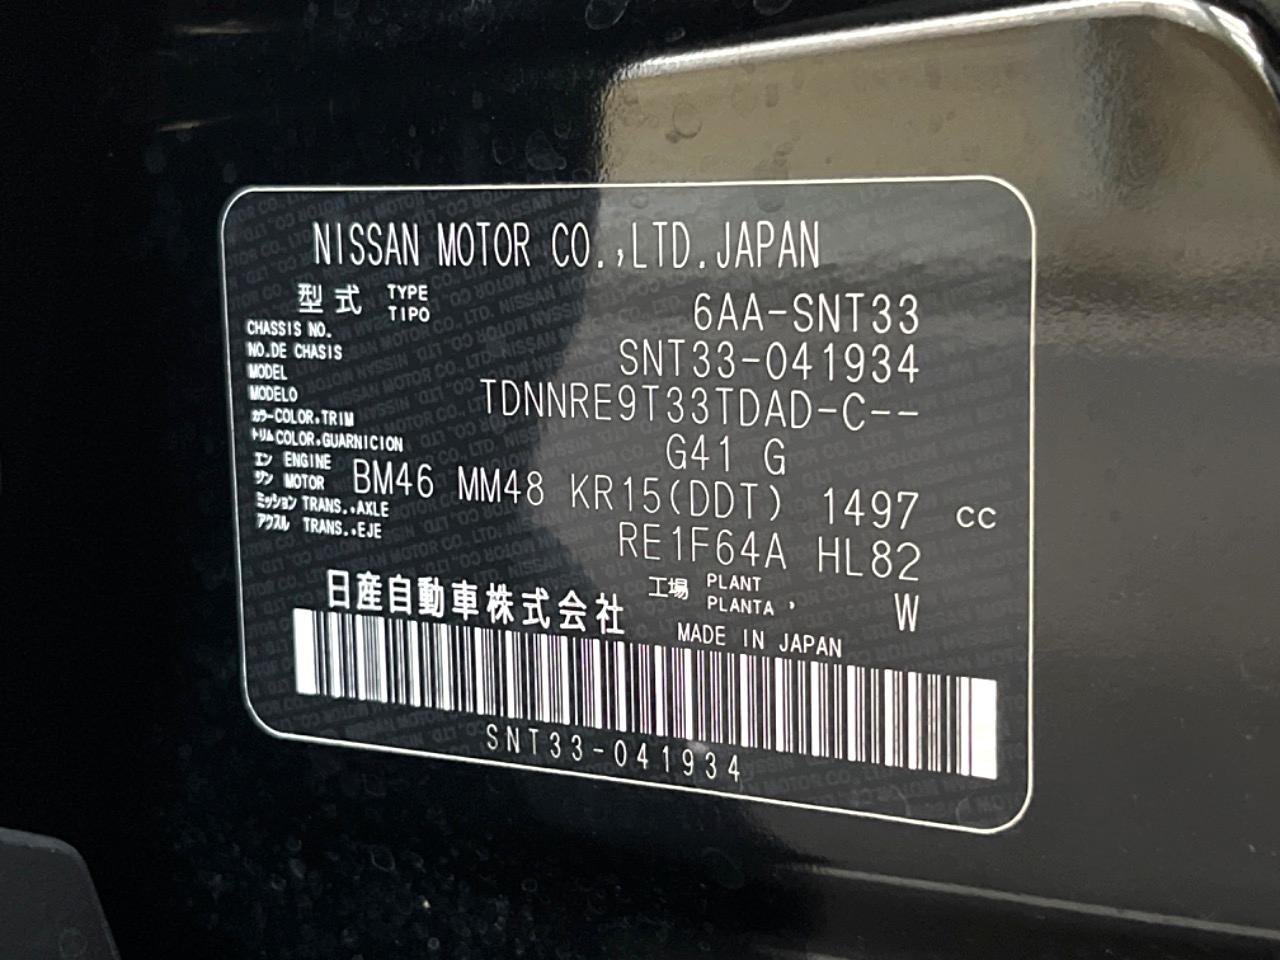 NISSAN MOTOR CO.,LTD.JAPAN
型式 TYPE TIPO 6AA-SNT33
CHASSIS NO.
NO.DE CHASIS SNT33-041934
MODEL
MODELO TDNNRE9T33TDAD-C--
カラー COLOR,TRIM
トリム COLOR,GUARNICION G41 G
エン ENGINE
ジン MOTOR BM46 MM48 KR15(DDT) 1497 CC
ミッション TRANS.,AXLE
アクスル TRANS.,EJE RE1F64A HL82
日産自動車株式会社 工場 PLANT PLANTA , W
MADE IN JAPAN
SNT33-041934